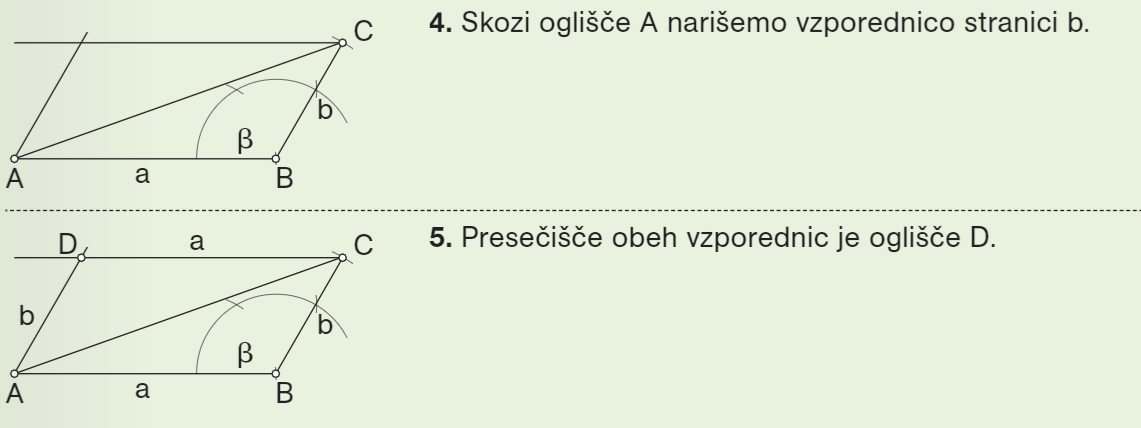 4. Skozi oglišče A narišemo vzporednico stranici b.
C
b
β
A
a
B
5. Presečišče obeh vzporednic je oglišče D.
D
a
C
b
b
β
A
a
B